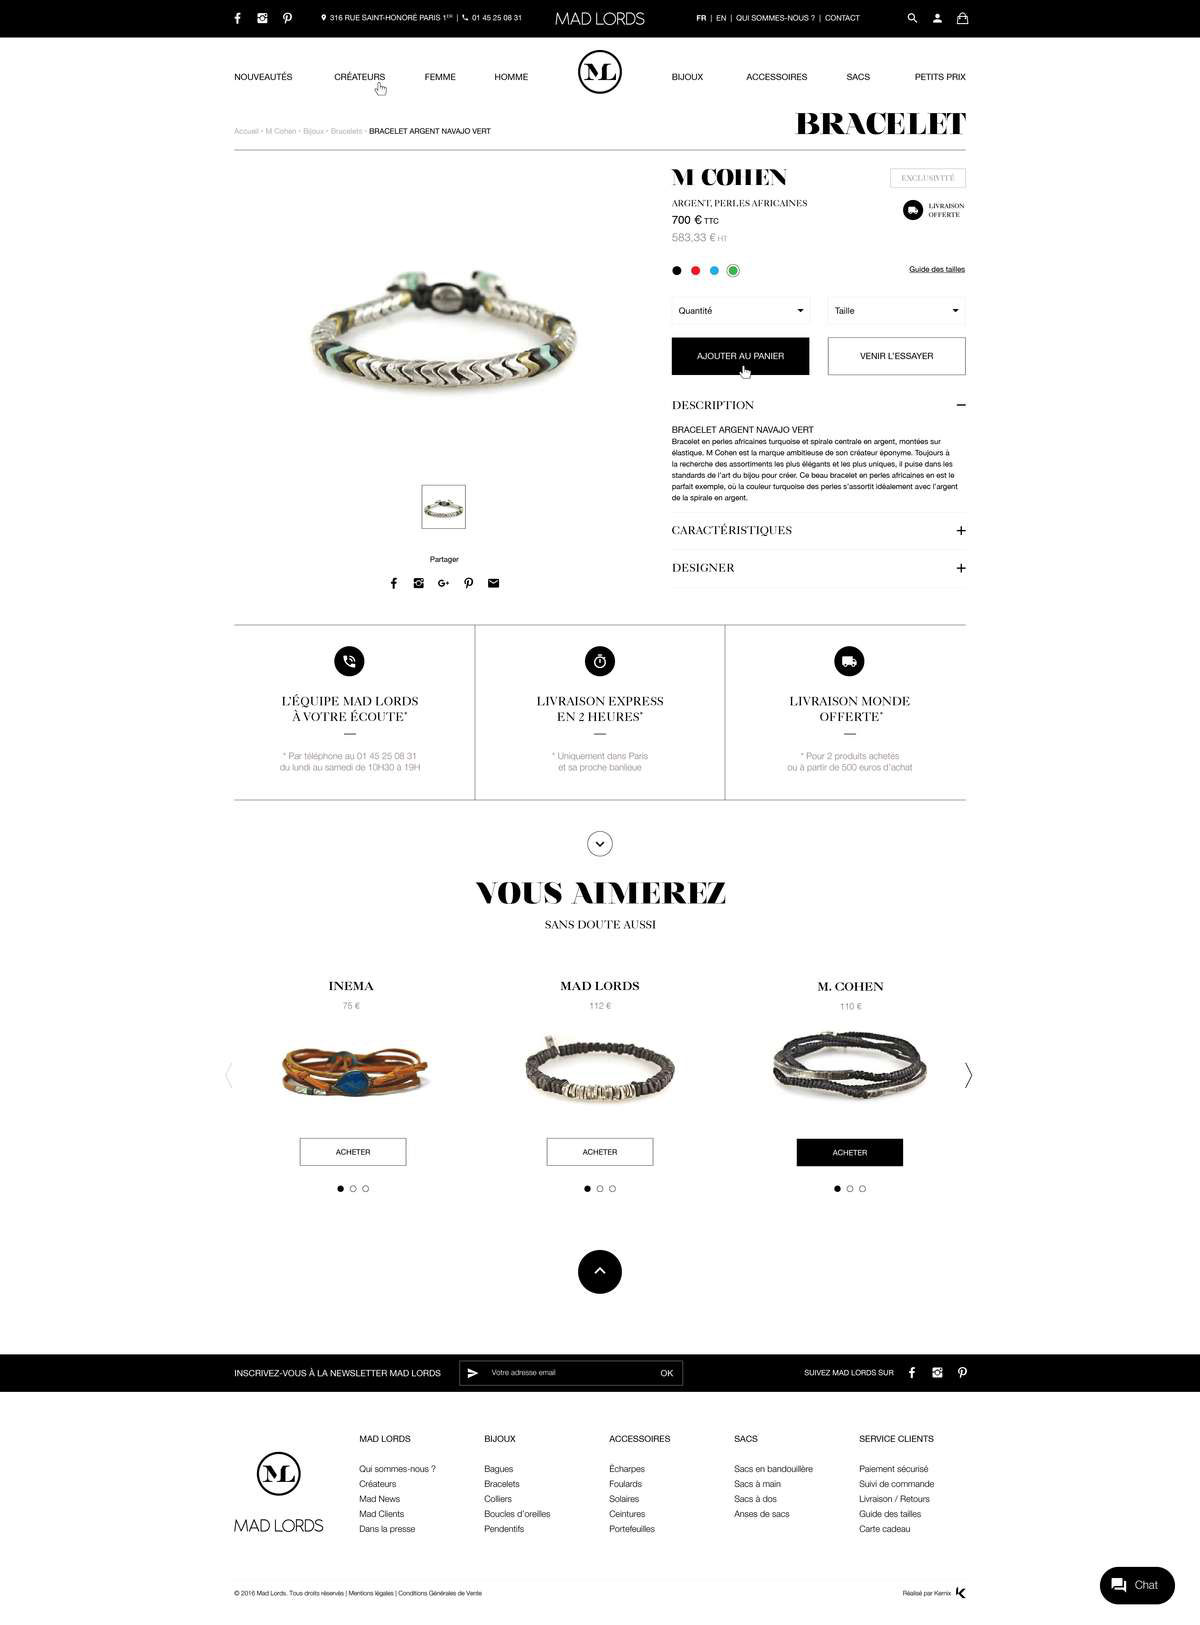 316 RUE SAINT-HONORÉ PARIS 1ER | 01 45 25 08 31
MAD LORDS
FR | EN | QUI SOMMES-NOUS ? | CONTACT
NOUVEAUTÉS
CRÉATEURS
FEMME
HOMME
ML
BIJOUX
ACCESSOIRES
SACS
PETITS PRIX
Accueil • M Cohen • Bijoux • Bracelets • BRACELET ARGENT NAVAJO VERT
BRACELET
M COHEN
EXCLUSIVITÉ
ARGENT, PERLES AFRICAINES
LIVRAISON
OFFERTE
700 € TTC
583,33 € HT
Guide des tailles
Quantité
Taille
AJOUTER AU PANIER
VENIR L'ESSAYER
DESCRIPTION
BRACELET ARGENT NAVAJO VERT
Bracelet en perles africaines turquoise et spirale centrale en argent, montées sur
élastique. M Cohen est la marque ambitieuse de son créateur éponyme. Toujours à
la recherche des assortiments les plus élégants et les plus uniques, il puise dans les
standards de l'art du bijou pour créer. Ce beau bracelet en perles africaines en est le
parfait exemple, où la couleur turquoise des perles s'assortit idéalement avec l'argent
de la spirale en argent.
CARACTÉRISTIQUES
DESIGNER
Partager
L'ÉQUIPE MAD LORDS
À VOTRE ÉCOUTE*
* Par téléphone au 01 45 25 08 31
du lundi au samedi de 10H30 à 19H
LIVRAISON EXPRESS
EN 2 HEURES*
* Uniquement dans Paris
et sa proche banlieue
LIVRAISON MONDE
OFFERTE*
* Pour 2 produits achetés
ou à partir de 500 euros d'achat
VOUS AIMEREZ
SANS DOUTE AUSSI
INEMA
75 €
ACHETER
MAD LORDS
112 €
ACHETER
M. COHEN
110 €
ACHETER
INSCRIVEZ-VOUS À LA NEWSLETTER MAD LORDS
Votre adresse email
OK
SUIVEZ MAD LORDS SUR
ML
MAD LORDS
MAD LORDS
Qui sommes-nous ?
Créateurs
Mad News
Mad Clients
Dans la presse
BIJOUX
Bagues
Bracelets
Colliers
Boucles d'oreilles
Pendentifs
ACCESSOIRES
Écharpes
Foulards
Solaires
Ceintures
Portefeuilles
SACS
Sacs en bandouillère
Sacs à main
Sacs à dos
Anses de sacs
SERVICE CLIENTS
Paiement sécurisé
Suivi de commande
Livraison / Retours
Guide des tailles
Carte cadeau
© 2016 Mad Lords. Tous droits réservés | Mentions légales | Conditions Générales de Vente
Réalisé par Kernix
Chat